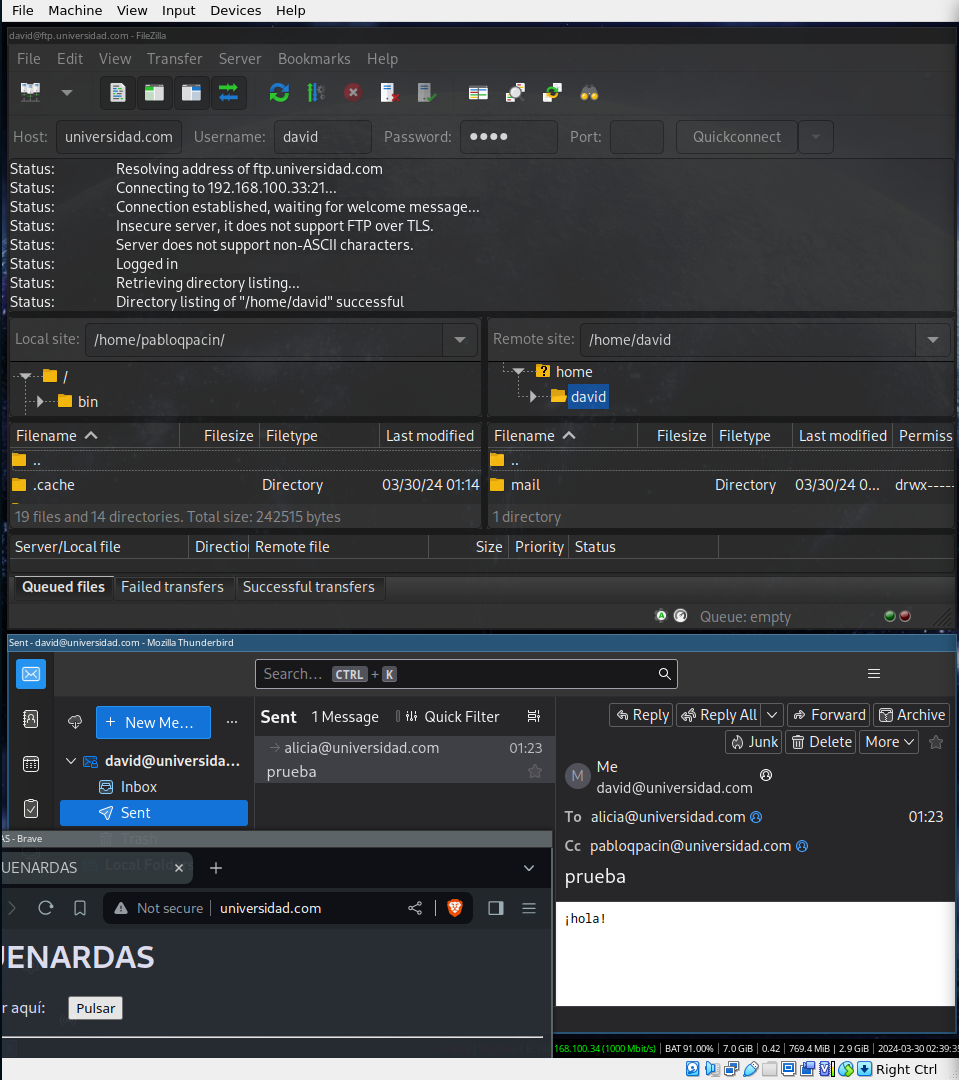 File Machine View Input Devices Help
david@ftp.universidad.com - FileZilla
File Edit View Transfer Server Bookmarks Help
Host: universidad.com Username: david Password: ●●●● Port: Quickconnect
Status: Resolving address of ftp.universidad.com
Status: Connecting to 192.168.100.33:21...
Status: Connection established, waiting for welcome message...
Status: Insecure server, it does not support FTP over TLS.
Status: Server does not support non-ASCII characters.
Status: Logged in
Status: Retrieving directory listing...
Status: Directory listing of "/home/david" successful
Local site: /home/pabloqpacin/
/
bin
Remote site: /home/david
home
david
Filename Filesize Filetype Last modified
..
.cache Directory 03/30/24 01:14
19 files and 14 directories. Total size: 242515 bytes
Filename Filesize Filetype Last modified Permiss
..
mail Directory 03/30/24 0... drwx-----
1 directory
Server/Local file Directio Remote file Size Priority Status
Queued files Failed transfers Successful transfers
Queue: empty
Sent - david@universidad.com - Mozilla Thunderbird
Search... CTRL + K
+ New Me... ...
david@universida...
Inbox
Sent
Trash
Local Folders
Sent 1 Message Quick Filter
alicia@universidad.com 01:23
prueba
Reply Reply All Forward Archive
Junk Delete More
M Me
david@universidad.com
To alicia@universidad.com 01:23
Cc pabloqpacin@universidad.com
prueba
¡hola!
AS - Brave
UENARDAS
Not secure universidad.com
UENARDAS
r aquí: Pulsar
168.100.34 (1000 Mbit/s) | BAT 91.00% | 7.0 GiB | 0.42 | 769.4 MiB | 2.9 GiB | 2024-03-30 02:39:35
Right Ctrl